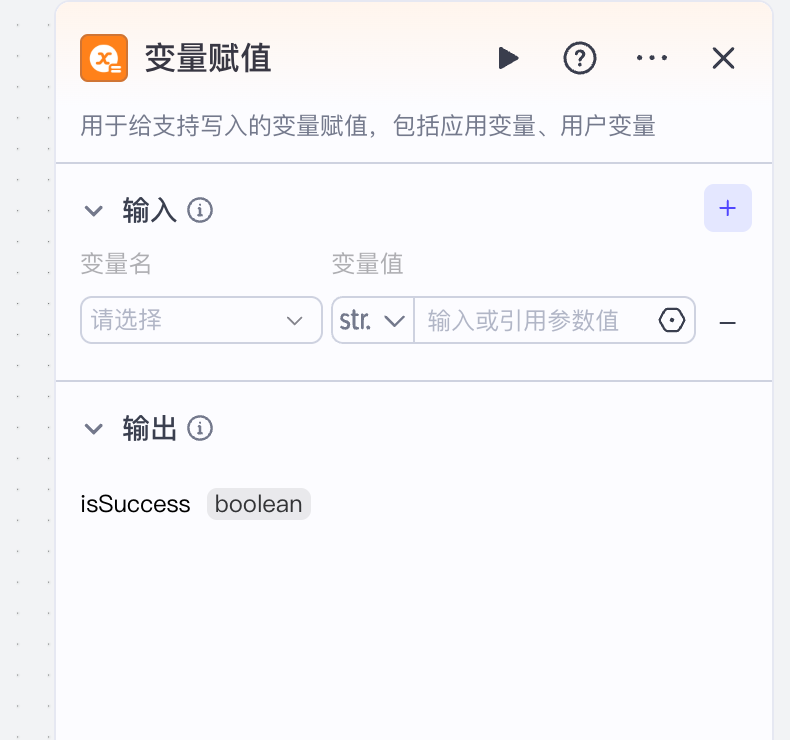 变量赋值
用于给支持写入的变量赋值，包括应用变量、用户变量
输入
变量名 变量值
请选择 str. 输入或引用参数值
输出
isSuccess boolean